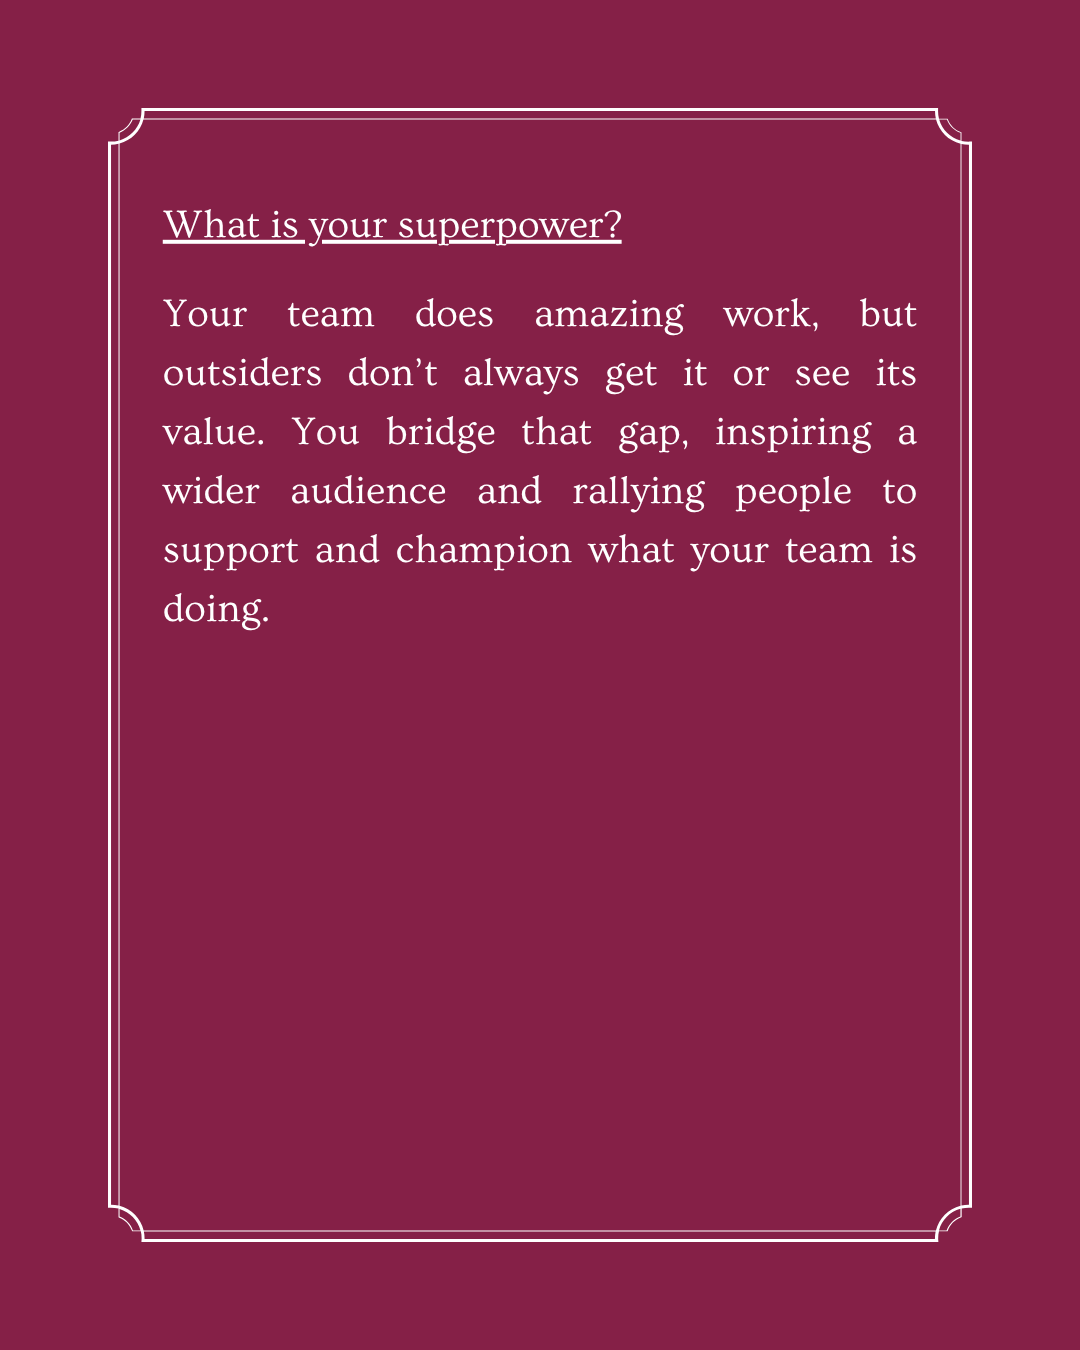 What is your superpower?
Your team does amazing work, but
outsiders don’t always get it or see its
value. You bridge that gap, inspiring a
wider audience and rallying people to
support and champion what your team is
doing.